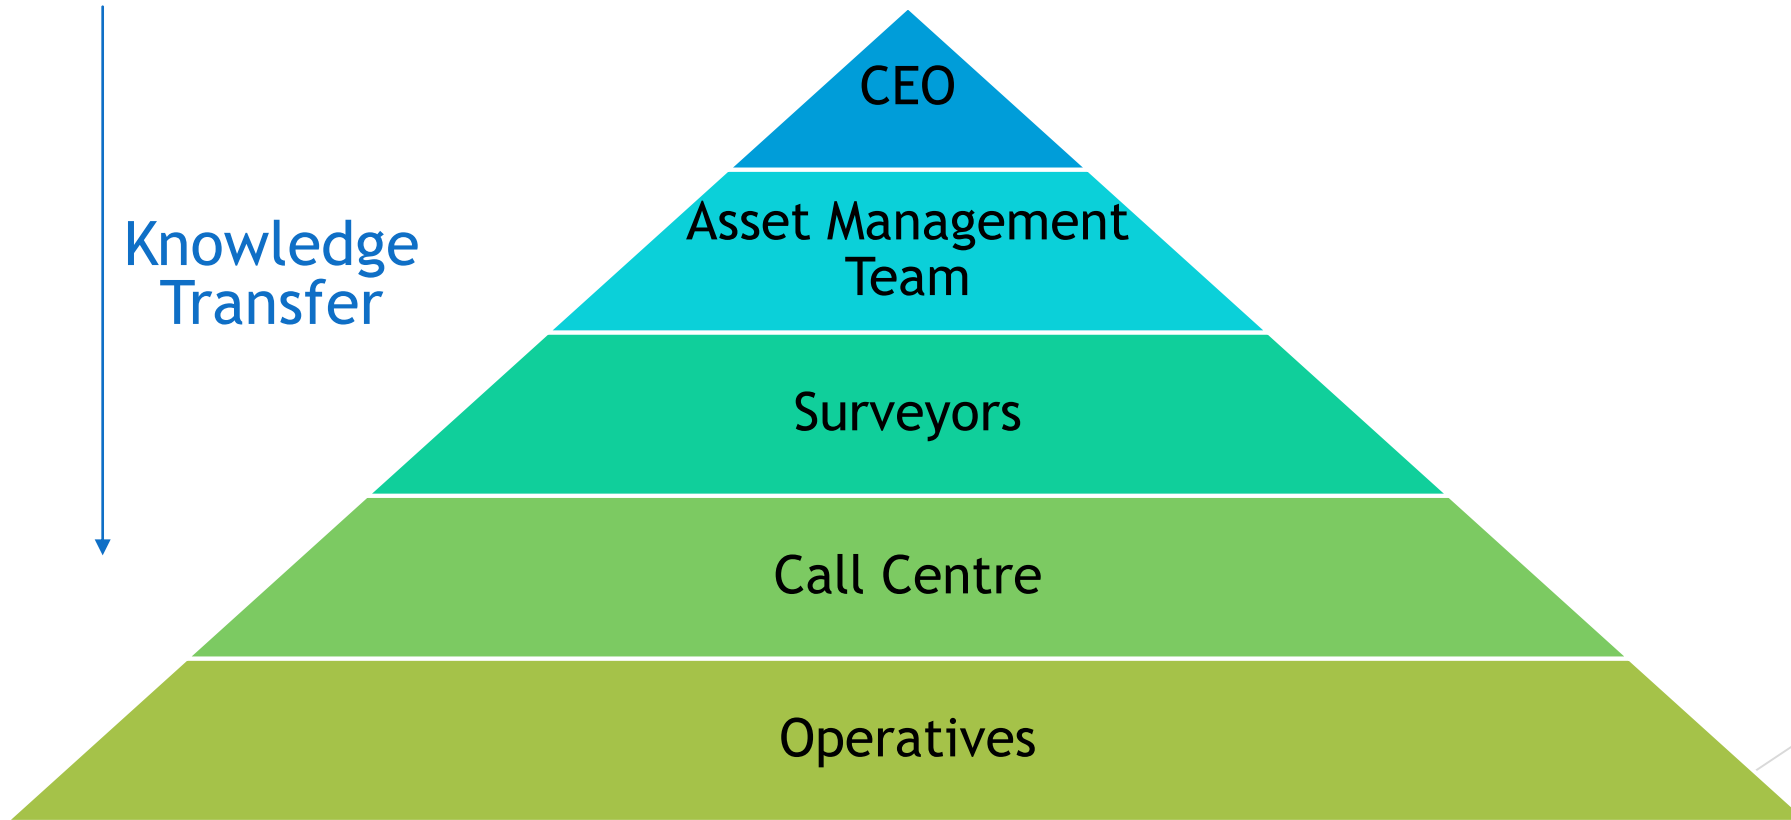 CEO
Asset Management
Team
Knowledge
Transfer
Surveyors
Call Centre
Operatives